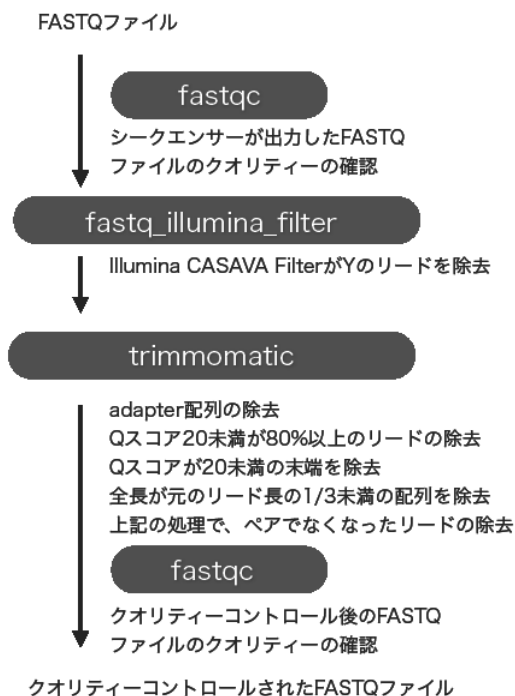 FASTQファイル
fastqc
シークエンサーが出力したFASTQ
ファイルのクオリティーの確認
fastq_illumina_filter
Illumina CASAVA FilterがYのリードを除去
trimmomatic
adapter配列の除去
Qスコア20未満が80%以上のリードの除去
Qスコアが20未満の末端を除去
全長が元のリード長の1/3未満の配列を除去
上記の処理で、ペアでなくなったリードの除去
fastqc
クオリティーコントロール後のFASTQ
ファイルのクオリティーの確認
クオリティーコントロールされたFASTQファイル